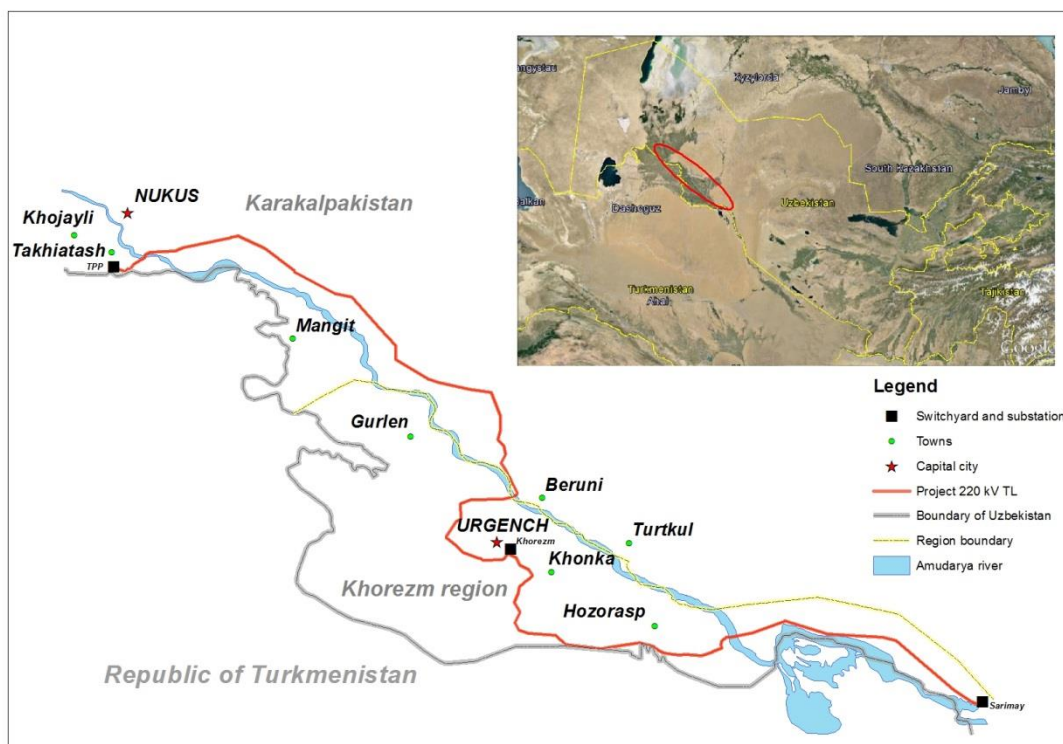 NUKUS
Karakalpakistan
Khojayli
Takhiatash
TPP
Mangit
Gurlen
Beruni
URGENCH
Khorezm
Turtkul
Khonka
Khorezm region
Hozorasp
Republic of Turkmenistan
Sarimay
Kyzylorda
Jamby
South Kazakhstan
Dashoguz
Uzbekistan
Turkmenistan
Ahal
Tajikistan
Google
Legend
Switchyard and substation
Towns
Capital city
Project 220 kV TL
Boundary of Uzbekistan
Region boundary
Amudarya river